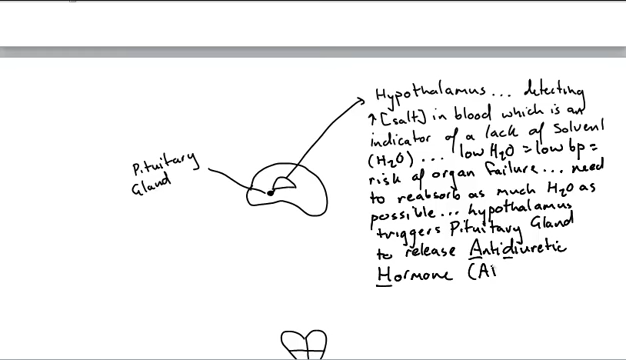 Hypothalamus... detecting
↑ [salt] in blood which is an
indicator of a lack of Solvent
(H₂O)... low H₂O = low bp =
risk of organ failure... need
to reabsorb as much H₂O as
possible... hypothalamus
triggers Pituitary Gland
to release Antidiuretic
Hormone (AD
Pituitary
Gland